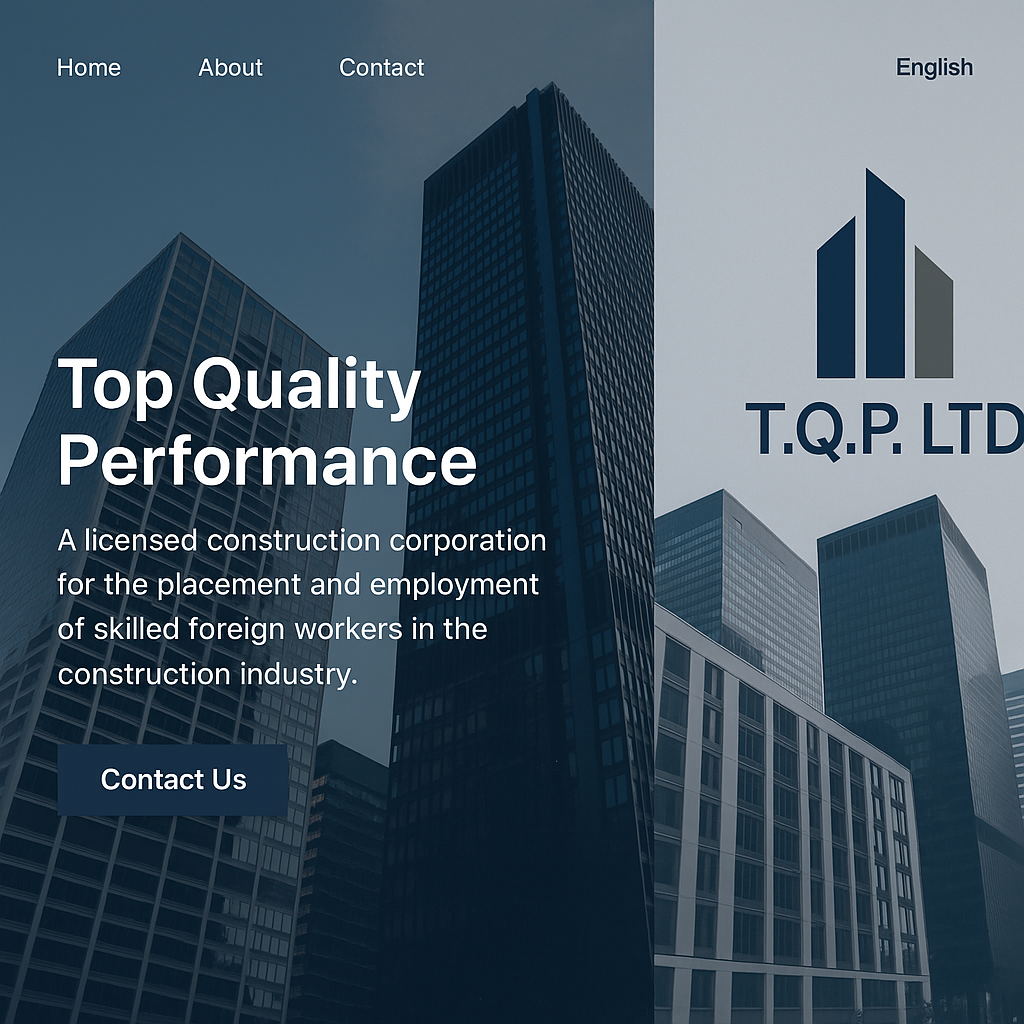 Home About Contact English
T.Q.P. LTD
Top Quality
Performance
A licensed construction corporation
for the placement and employment
of skilled foreign workers in the
construction industry.
Contact Us